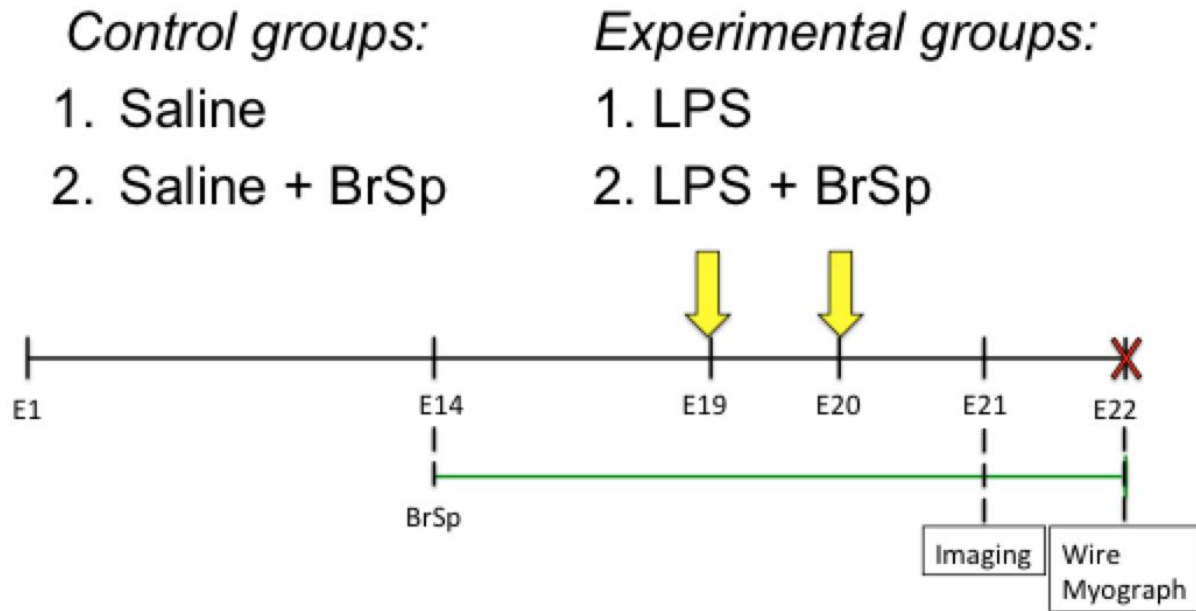 Control groups:
1. Saline
2. Saline + BrSp
Experimental groups:
1. LPS
2. LPS + BrSp
E1
E14
E19
E20
E21
E22
BrSp
Imaging
Wire
Myograph